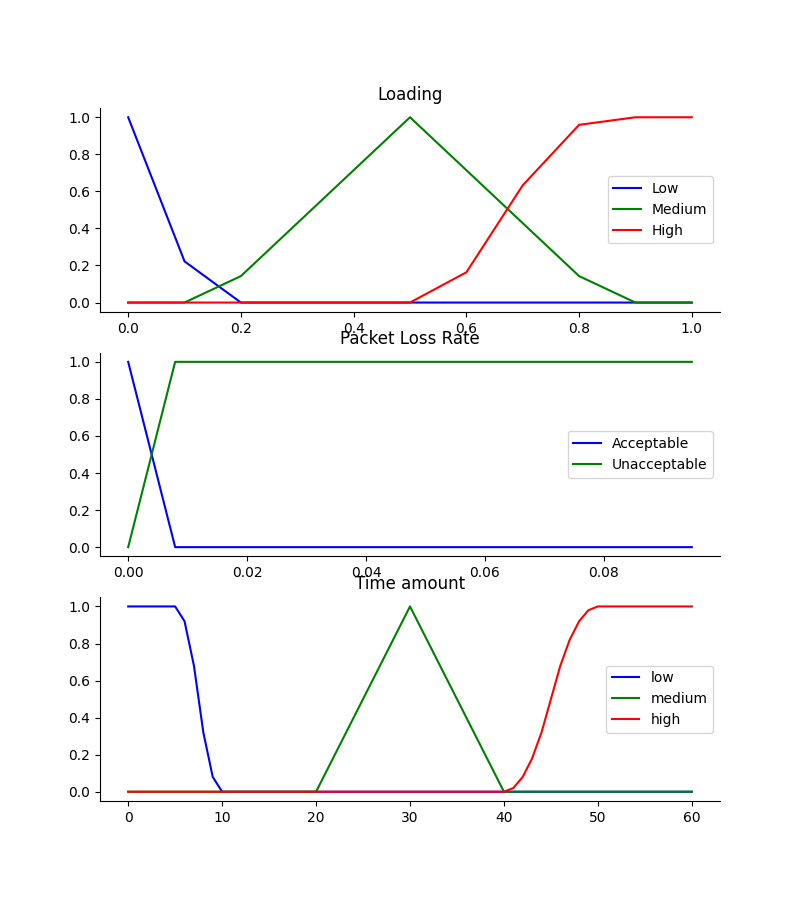 Loading
1.0
0.8
0.6
0.4
0.2
0.0
Low
Medium
High
0.0 0.2 0.4 0.6 0.8 1.0
Packet Loss Rate
1.0
0.8
0.6
0.4
0.2
0.0
Acceptable
Unacceptable
0.00 0.02 0.04 0.06 0.08
Time amount
1.0
0.8
0.6
0.4
0.2
0.0
low
medium
high
0 10 20 30 40 50 60